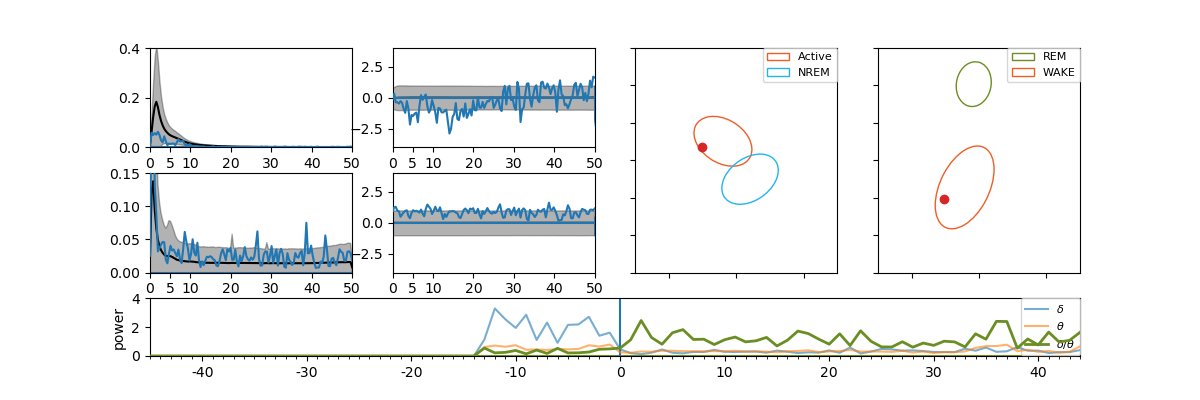 0.4
0.2
0.0
0 5 10 20 30 40 50
2.5
0.0
−2.5
0 5 10 20 30 40 50
Active
NREM
REM
WAKE
0.15
0.10
0.05
0.00
0 5 10 20 30 40 50
2.5
0.0
−2.5
0 5 10 20 30 40 50
power
4
2
0
-40 -30 -20 -10 0 10 20 30 40
δ
θ
δ/θ